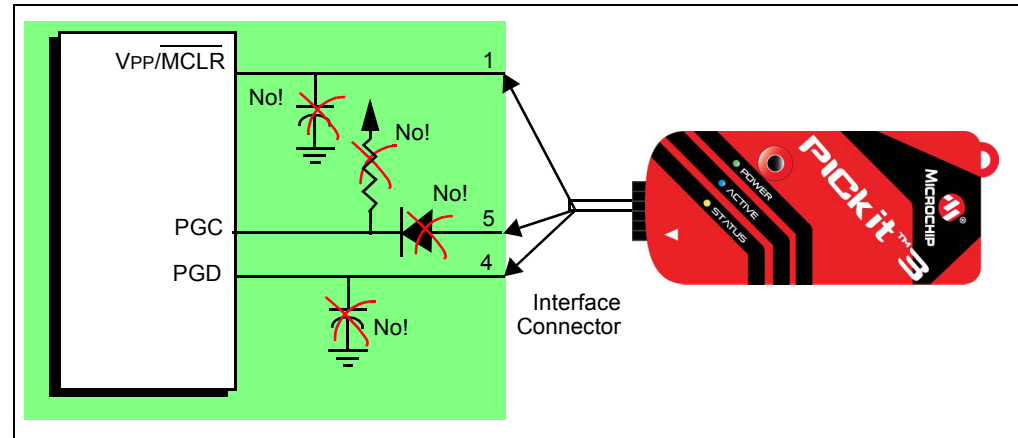 VPP/MCLR
1
No!
No!
No!
PGC
5
PGD
4
No!
Interface
Connector
POWER
ACTIVE
STATUS
PICkit™ 3
MICROCHIP
®